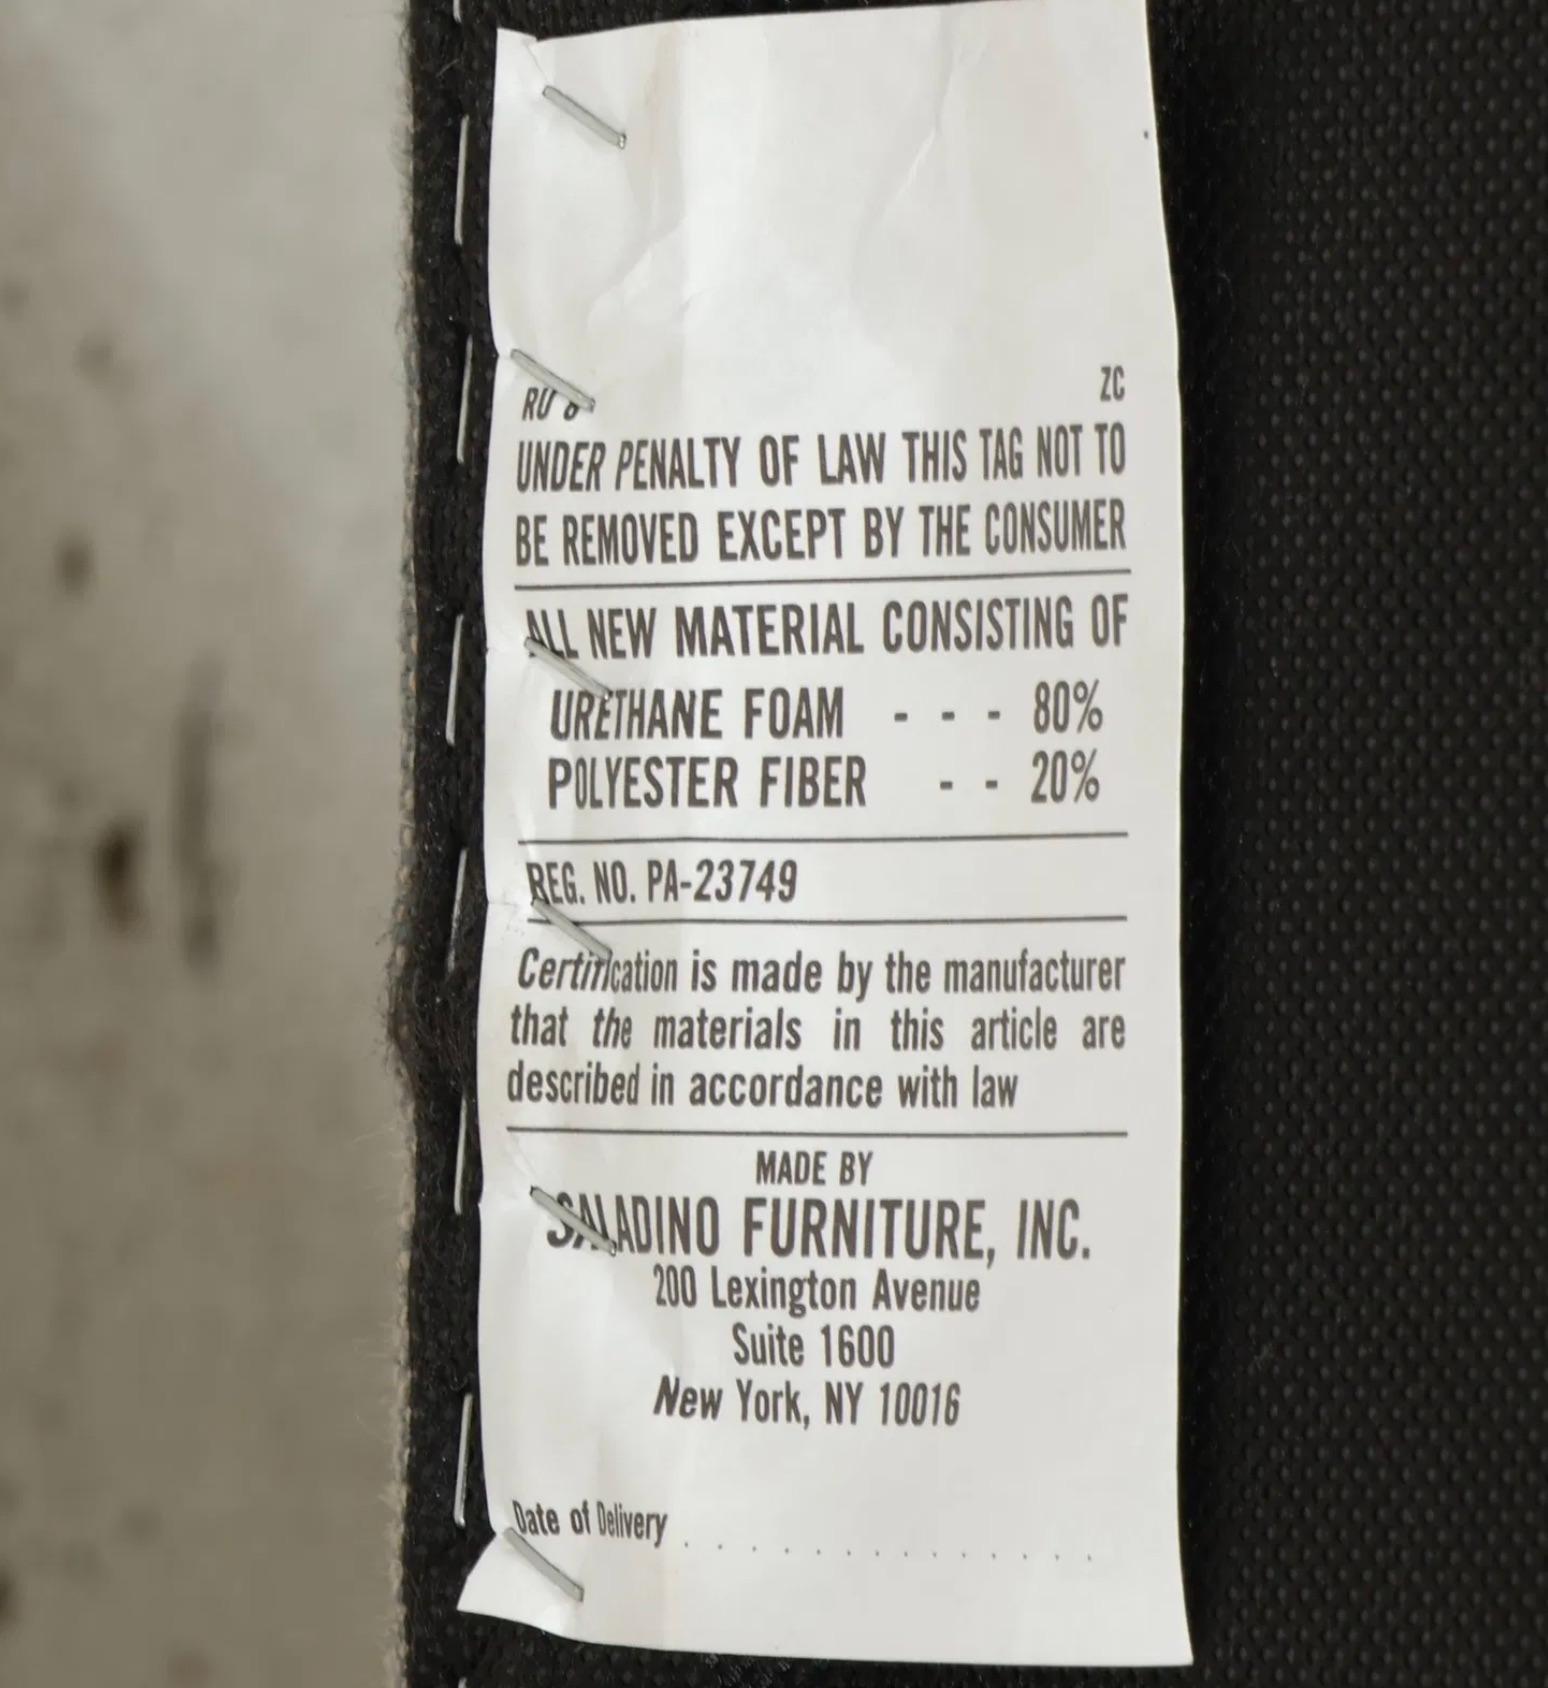 RU ZC
UNDER PENALTY OF LAW THIS TAG NOT TO
BE REMOVED EXCEPT BY THE CONSUMER
ALL NEW MATERIAL CONSISTING OF
URETHANE FOAM - - - 80%
POLYESTER FIBER - - 20%
REG. NO. PA-23749
Certification is made by the manufacturer
that the materials in this article are
described in accordance with law
MADE BY
SALADINO FURNITURE, INC.
200 Lexington Avenue
Suite 1600
New York, NY 10016
Date of Delivery . . . . . . . . . . . . .